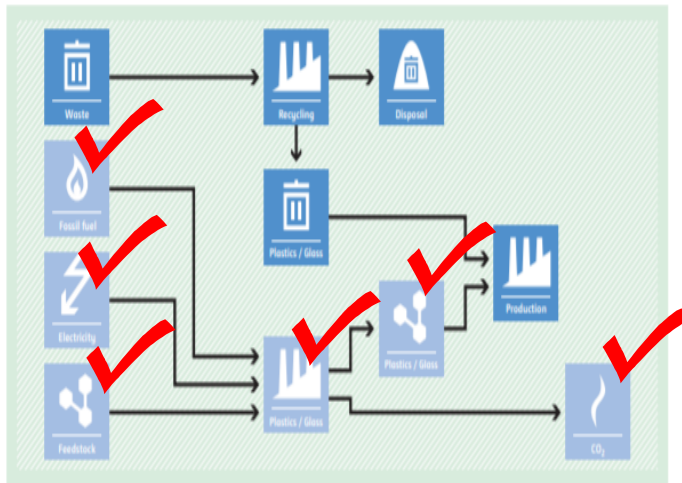 Waste
Recycling
Disposal
Fossil fuel
Plastics / Glass
Electricity
Plastics / Glass
Production
Feedstock
Plastics / Glass
CO₂